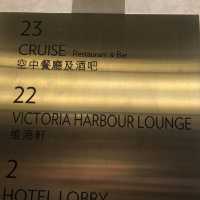 23
CRUISE Restaurant & Bar
空中餐廳及酒吧
22
VICTORIA HARBOUR LOUNGE
維港軒
2
HOTEL LOBBY